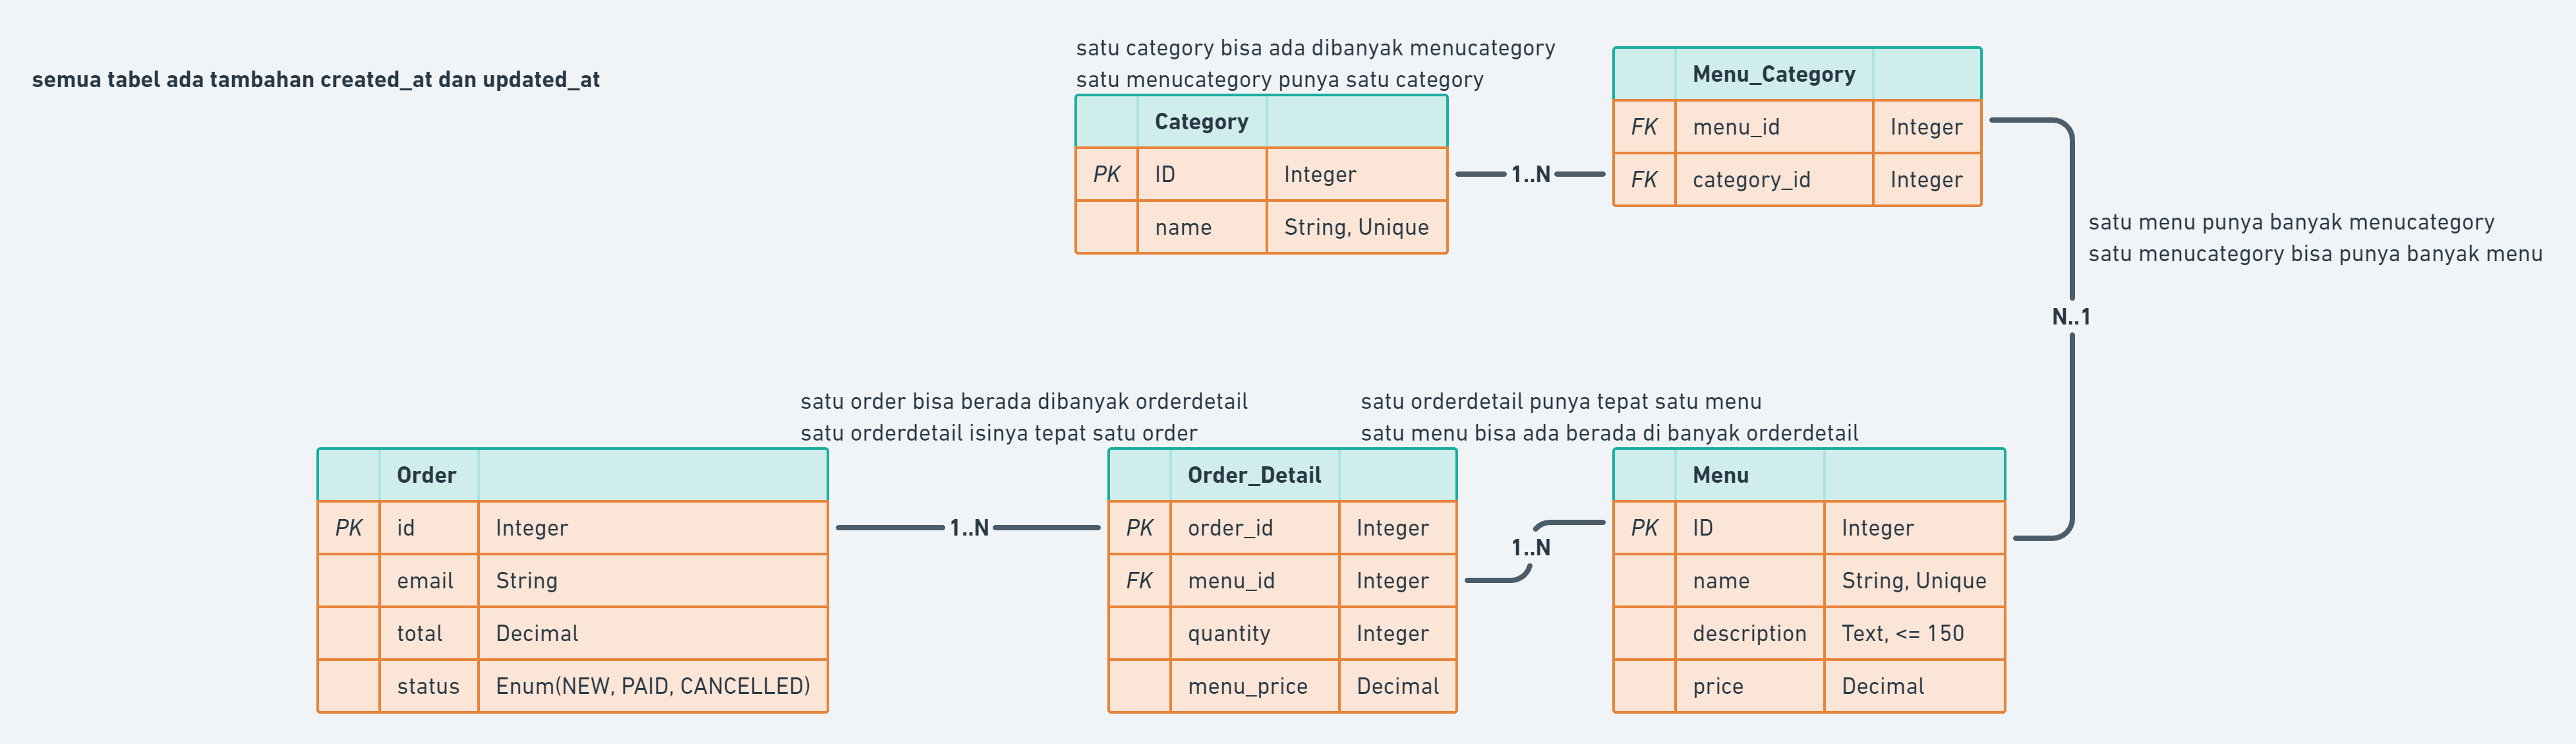 semua tabel ada tambahan created_at dan updated_at
satu category bisa ada dibanyak menucategory
satu menucategory punya satu category
Category
PK ID Integer
name String, Unique
1..N
Menu_Category
FK menu_id Integer
FK category_id Integer
satu menu punya banyak menucategory
satu menucategory bisa punya banyak menu
N..1
satu order bisa berada dibanyak orderdetail
satu orderdetail isinya tepat satu order
Order
PK id Integer
email String
total Decimal
status Enum(NEW, PAID, CANCELLED)
1..N
Order_Detail
PK order_id Integer
FK menu_id Integer
quantity Integer
menu_price Decimal
satu orderdetail punya tepat satu menu
satu menu bisa ada berada di banyak orderdetail
1..N
Menu
PK ID Integer
name String, Unique
description Text, <= 150
price Decimal